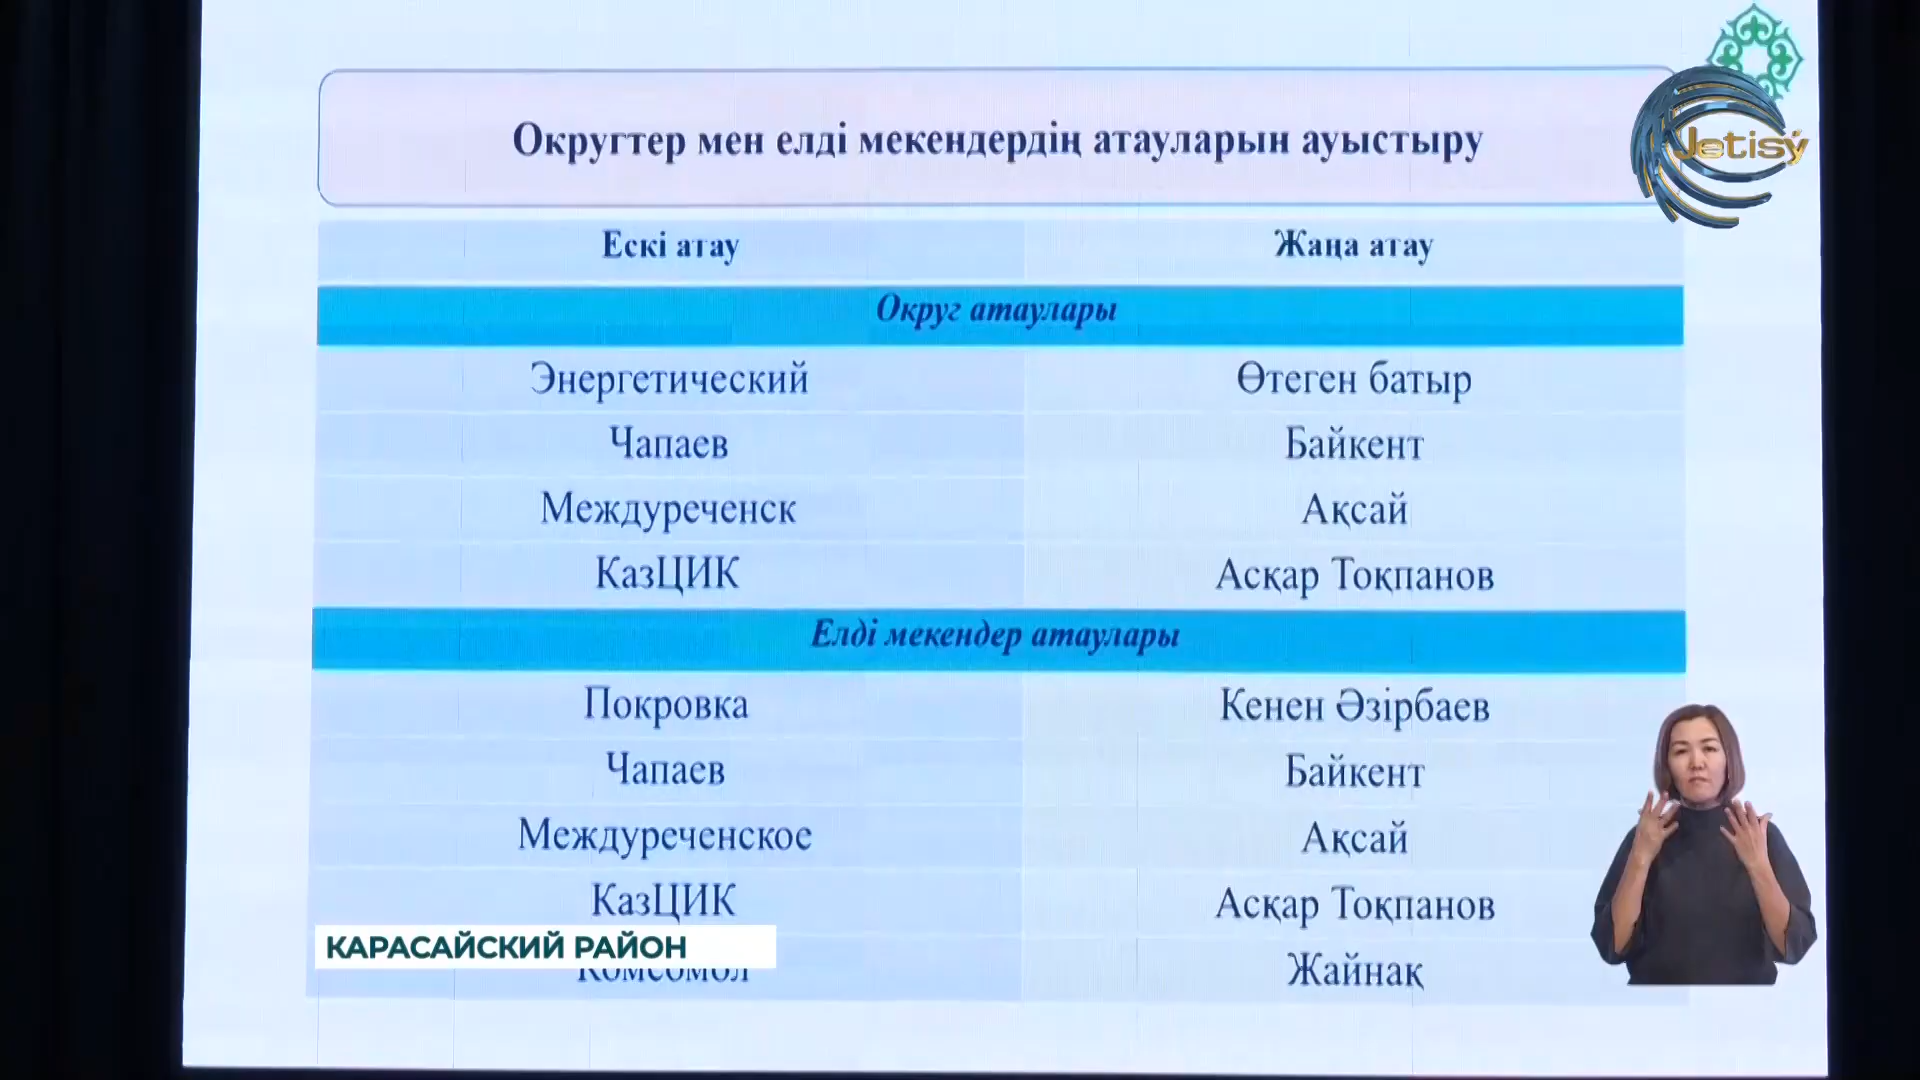 Округтер мен елді мекендердің атауларын ауыстыру
Jetisý
Ескі атау Жаңа атау
Округ атаулары
Энергетический Өтеген батыр
Чапаев Байкент
Междуреченск Ақсай
КазЦИК Асқар Тоқпанов
Елді мекендер атаулары
Покровка Кенен Әзірбаев
Чапаев Байкент
Междуреченское Ақсай
КазЦИК Асқар Тоқпанов
КАРАСАЙСКИЙ РАЙОН
Комсомол Жайнақ